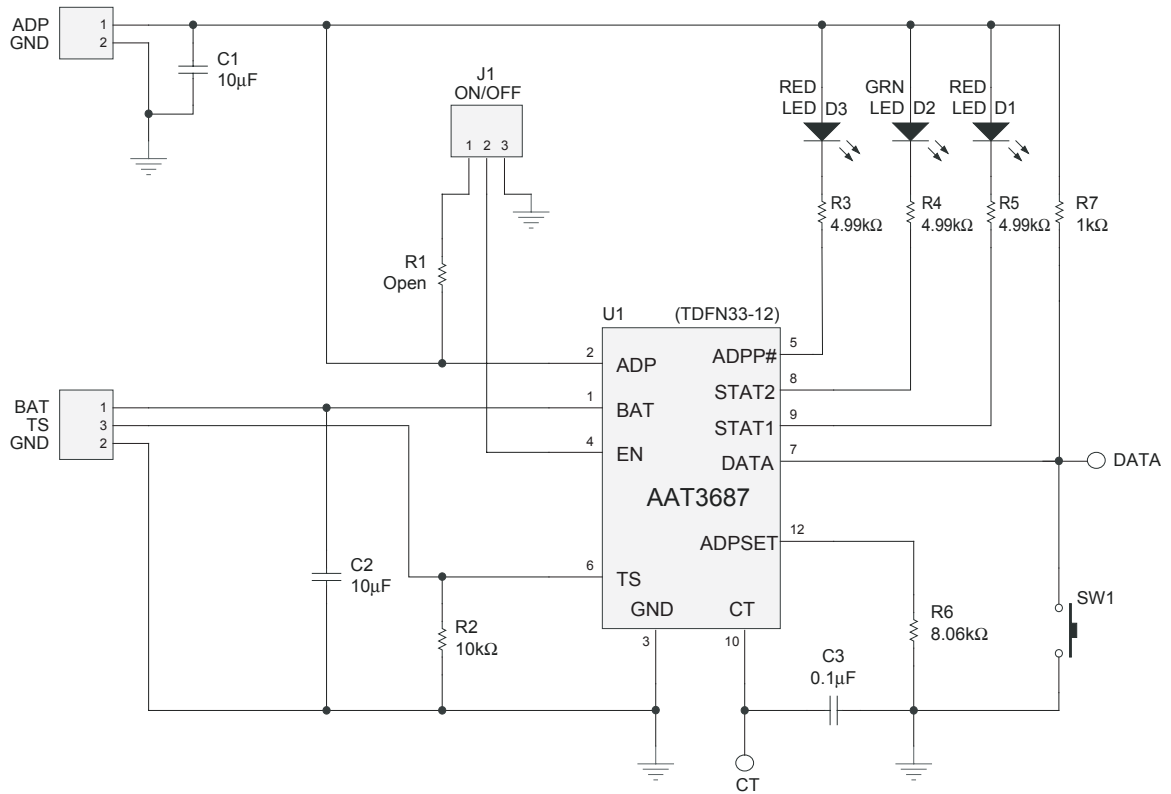 ADP 1
GND 2
C1
10μF
J1
ON/OFF
1 2 3
RED
LED D3
GRN
LED D2
RED
LED D1
R3
4.99kΩ
R4
4.99kΩ
R5
4.99kΩ
R7
1kΩ
R1
Open
U1 (TDFN33-12)
2 ADP
ADPP# 5
1 BAT
STAT2 8
4 EN
STAT1 9
DATA 7
DATA
BAT 1
TS 3
GND 2
AAT3687
ADPSET 12
6 TS
GND CT
3 10
C2
10μF
R2
10kΩ
R6
8.06kΩ
SW1
C3
0.1μF
CT